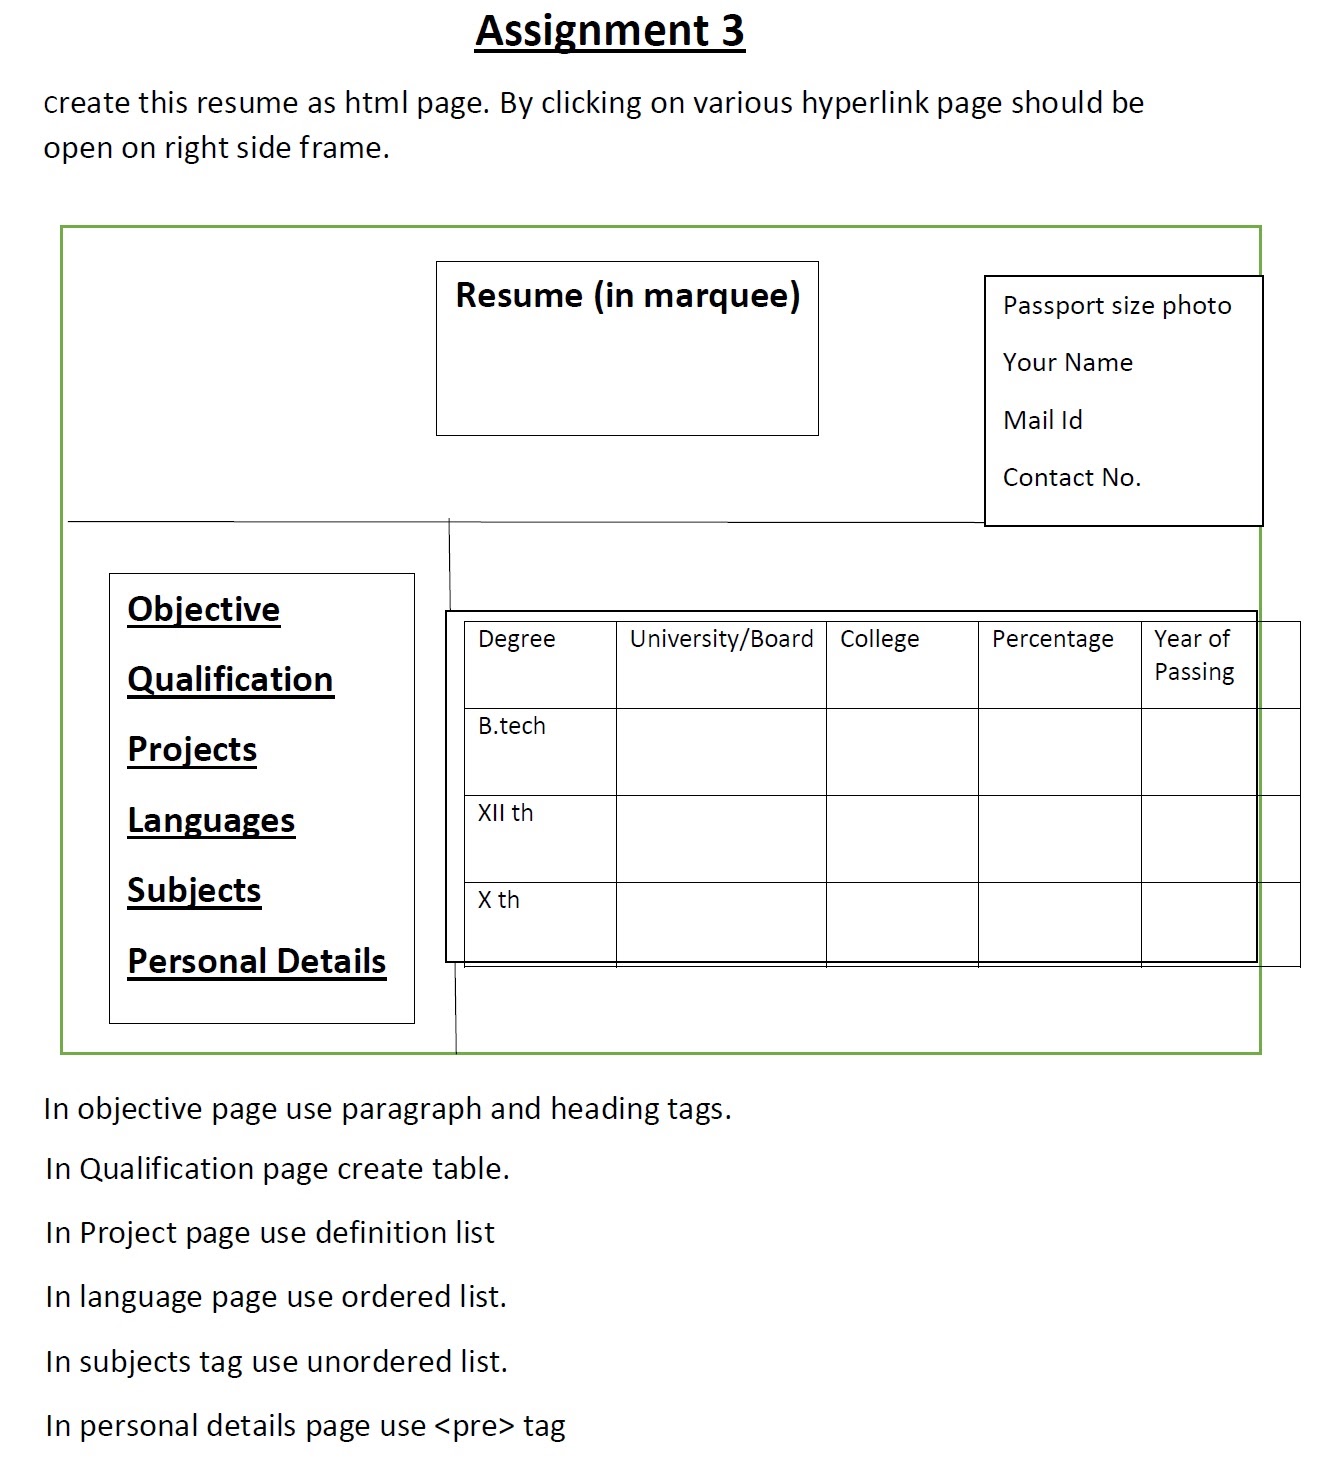 Assignment 3
create this resume as html page. By clicking on various hyperlink page should be
open on right side frame.
Resume (in marquee)
Passport size photo
Your Name
Mail Id
Contact No.
Objective
Qualification
Projects
Languages
Subjects
Personal Details
Degree University/Board College Percentage Year of
Passing
B.tech
XII th
X th
In objective page use paragraph and heading tags.
In Qualification page create table.
In Project page use definition list
In language page use ordered list.
In subjects tag use unordered list.
In personal details page use <pre> tag